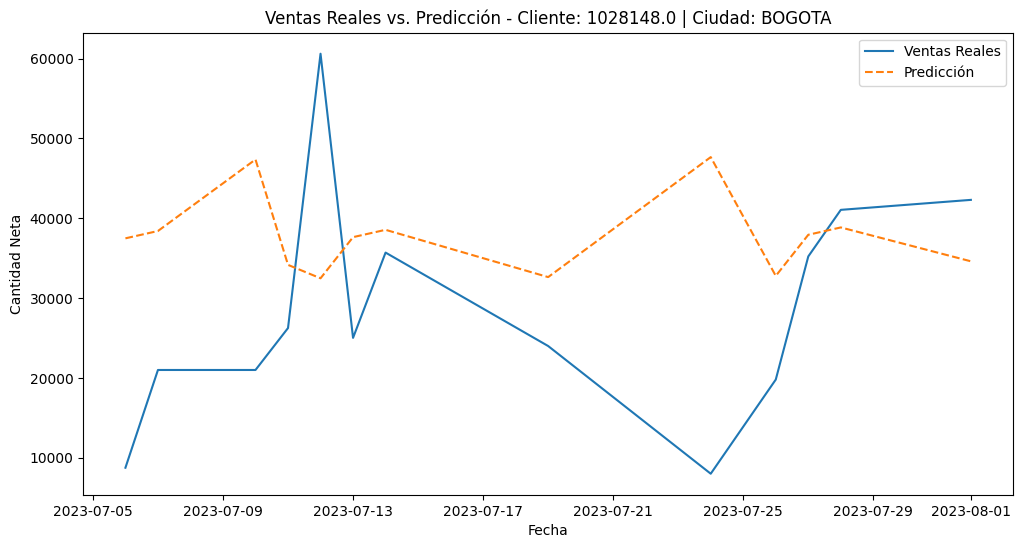 Ventas Reales vs. Predicción - Cliente: 1028148.0 | Ciudad: BOGOTA
Ventas Reales
Predicción
60000
50000
40000
30000
20000
10000
Cantidad Neta
2023-07-05 2023-07-09 2023-07-13 2023-07-17 2023-07-21 2023-07-25 2023-07-29 2023-08-01
Fecha